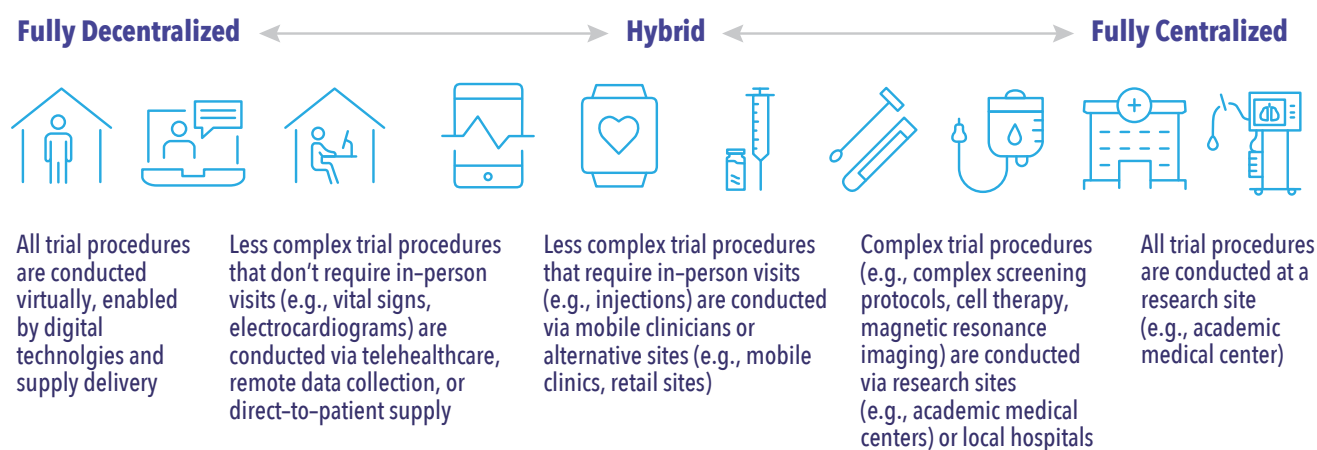 Fully Decentralized
Hybrid
Fully Centralized
All trial procedures
are conducted
virtually, enabled
by digital
technolgies and
supply delivery
Less complex trial procedures
that don't require in–person
visits (e.g., vital signs,
electrocardiograms) are
conducted via telehealthcare,
remote data collection, or
direct–to–patient supply
Less complex trial procedures
that require in–person visits
(e.g., injections) are conducted
via mobile clinicians or
alternative sites (e.g., mobile
clinics, retail sites)
Complex trial procedures
(e.g., complex screening
protocols, cell therapy,
magnetic resonance
imaging) are conducted
via research sites
(e.g., academic medical
centers) or local hospitals
All trial procedures
are conducted at a
research site
(e.g., academic
medical center)